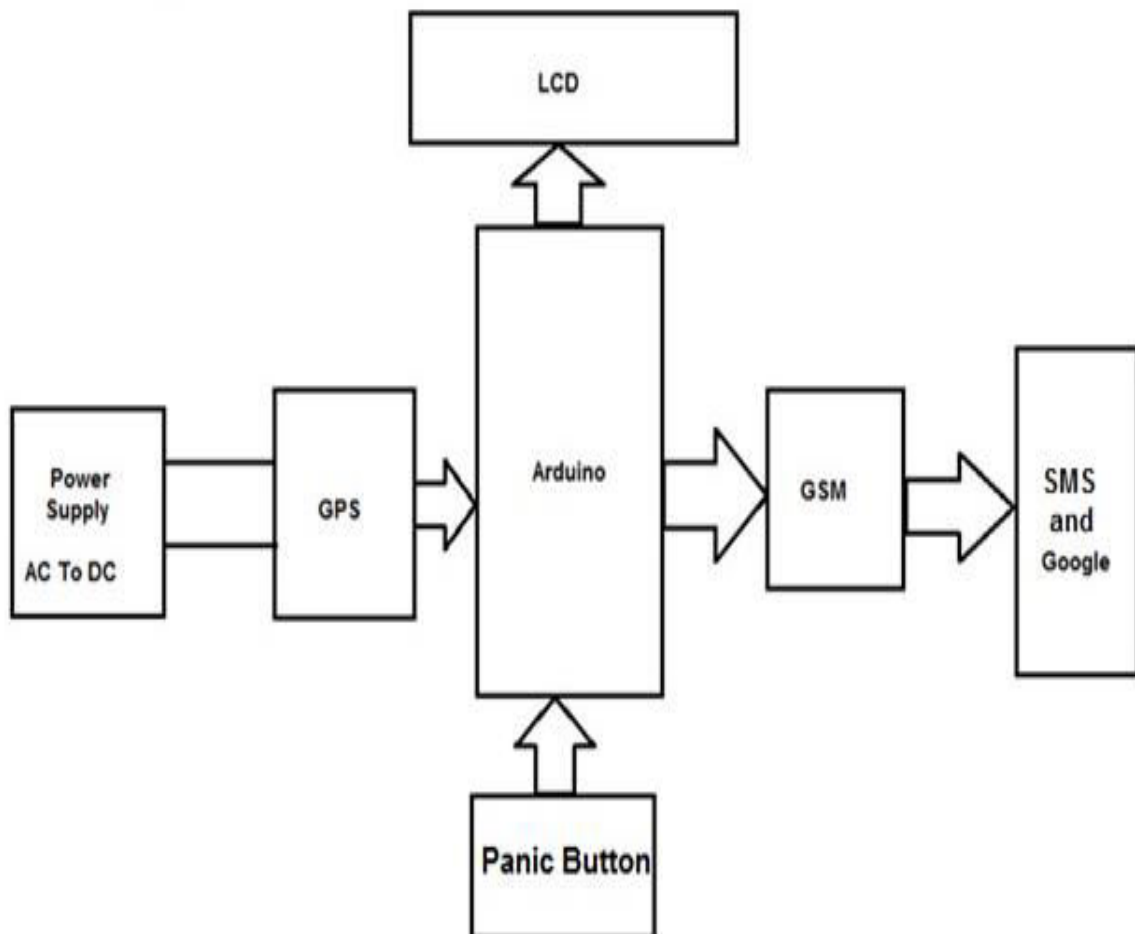 LCD
Power
Supply
AC To DC
GPS
Arduino
GSM
SMS
and
Google
Panic Button